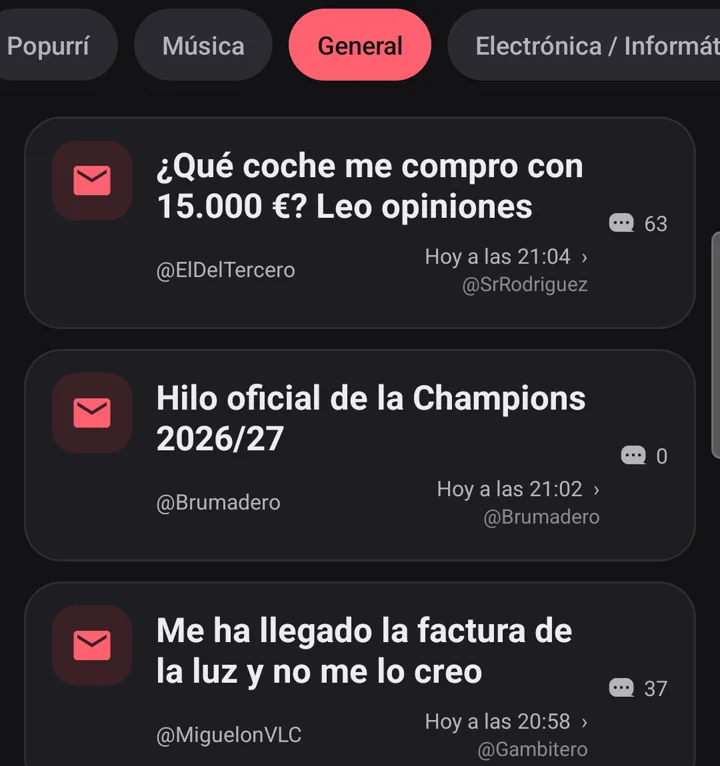 Popurrí
Música
General
Electrónica / Informát
¿Qué coche me compro con
15.000 €? Leo opiniones
63
@ElDelTercero
Hoy a las 21:04 ›
@SrRodriguez
Hilo oficial de la Champions
2026/27
0
@Brumadero
Hoy a las 21:02 ›
@Brumadero
Me ha llegado la factura de
la luz y no me lo creo
37
@MiguelonVLC
Hoy a las 20:58 ›
@Gambitero